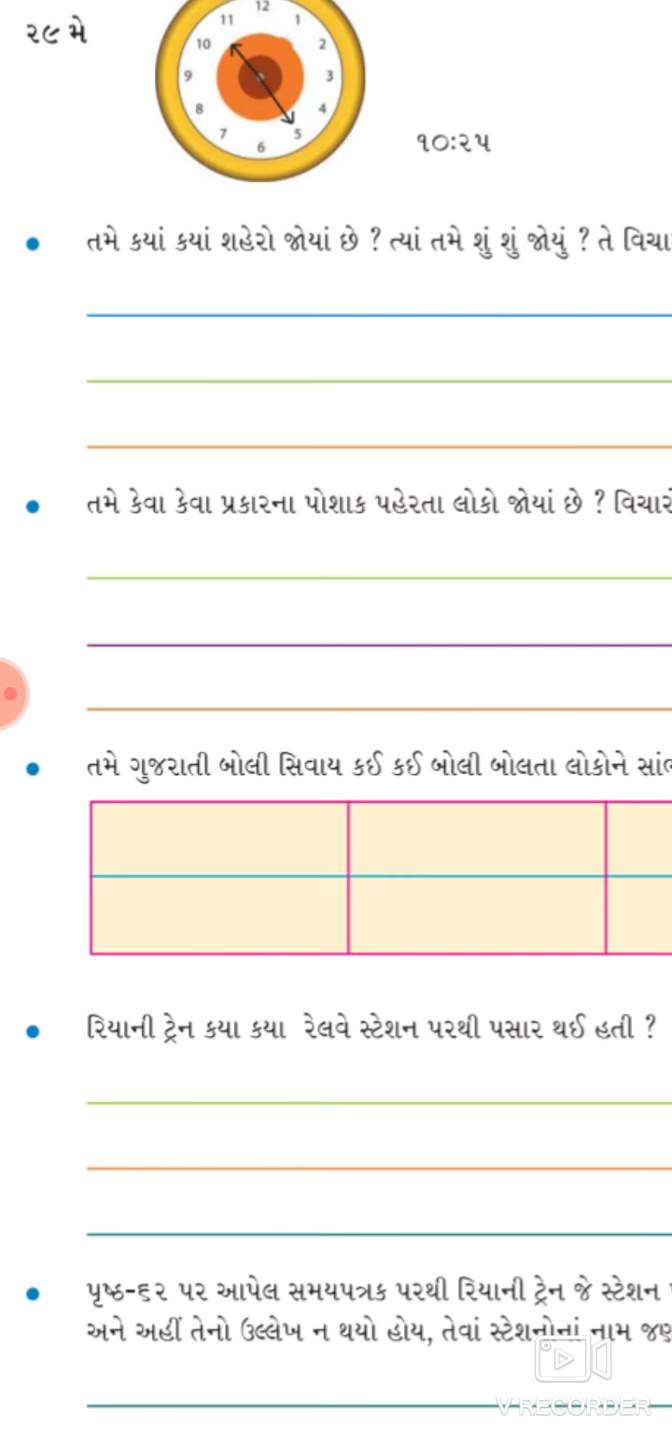 ૨૯ મે
12
11 1
10 2
9 3
8 4
7 5
6
૧૦:૨૫
તમે કયાં કયાં શહેરો જોયાં છે ? ત્યાં તમે શું શું જોયું ? તે
તમે કેવા કેવા પ્રકારના પોશાક પહેરતા લોકો જોયાં છે ?
તમે ગુજરાતી બોલી સિવાય કઈ કઈ બોલી બોલતા લોકોને
રિયાની ટ્રેન કયા કયા રેલવે સ્ટેશન પરથી પસાર થઈ હતી ?
પૃષ્ઠ-૬૨ પર આપેલ સમયપત્રક પરથી રિયાની ટ્રેન જે સ્ટેશન
અને અહીં તેનો ઉલ્લેખ ન થયો હોય, તેવાં સ્ટેશનોનાં નામ
V RECORDER